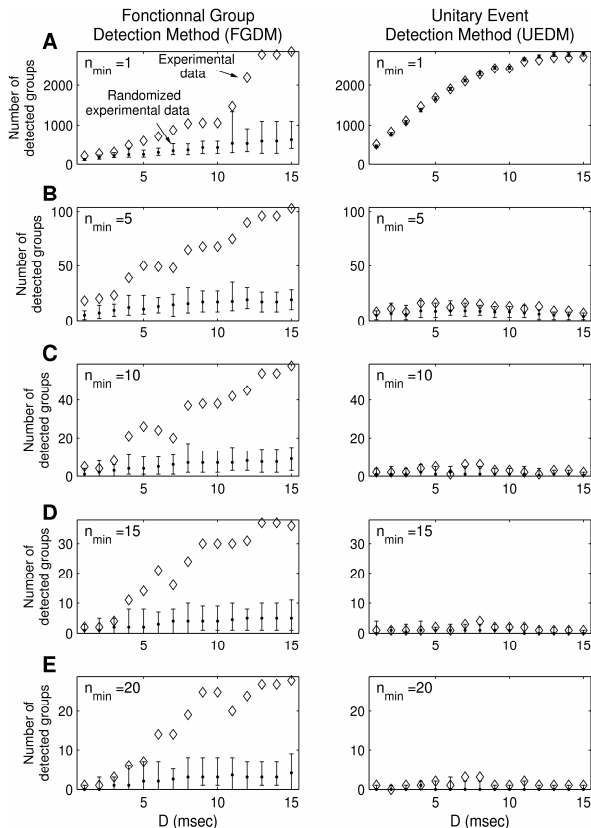 Fonctionnal Group
Detection Method (FGDM)
Unitary Event
Detection Method (UEDM)
A
n_min =1
Experimental
data
Randomized
experimental data
Number of
detected groups
2000
1000
0
5
10
15
n_min =1
2000
1000
0
5
10
15
B
n_min =5
Number of
detected groups
100
50
0
5
10
15
n_min =5
100
50
0
5
10
15
C
n_min =10
Number of
detected groups
40
20
0
5
10
15
n_min =10
40
20
0
5
10
15
D
n_min =15
Number of
detected groups
30
20
10
0
5
10
15
n_min =15
30
20
10
0
5
10
15
E
n_min =20
Number of
detected groups
20
10
0
5
10
15
D (msec)
n_min =20
20
10
0
5
10
15
D (msec)